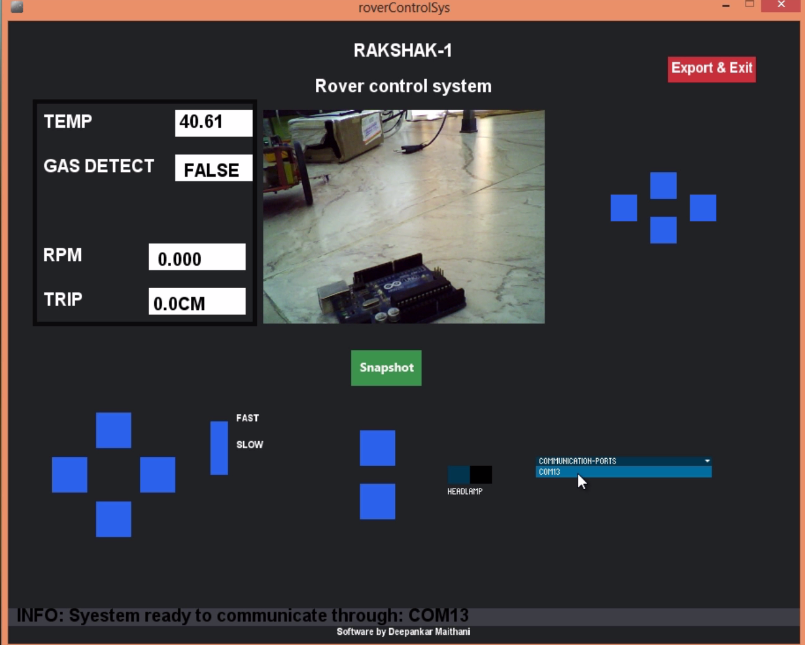 roverControlSys
RAKSHAK-1
Rover control system
Export & Exit
TEMP 40.61
GAS DETECT FALSE
RPM 0.000
TRIP 0.0CM
Snapshot
FAST
SLOW
HEADLAMP
COMMUNICATION-PORTS
COM13
INFO: Syestem ready to communicate through: COM13
Software by Deepankar Maithani